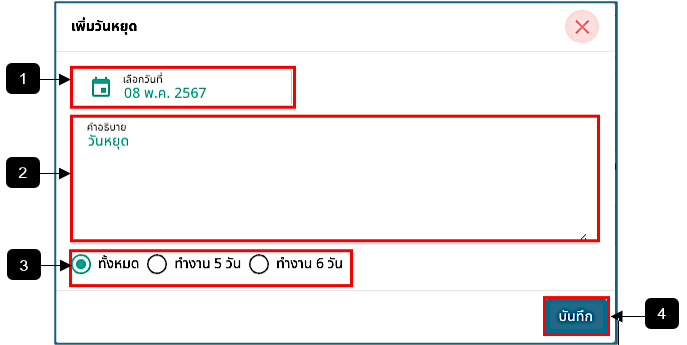 เพิ่มวันหยุด
1
เลือกวันที่
08 พ.ค. 2567
คำอธิบาย
วันหยุด
2
3
ทั้งหมด ทำงาน 5 วัน ทำงาน 6 วัน
บันทึก
4